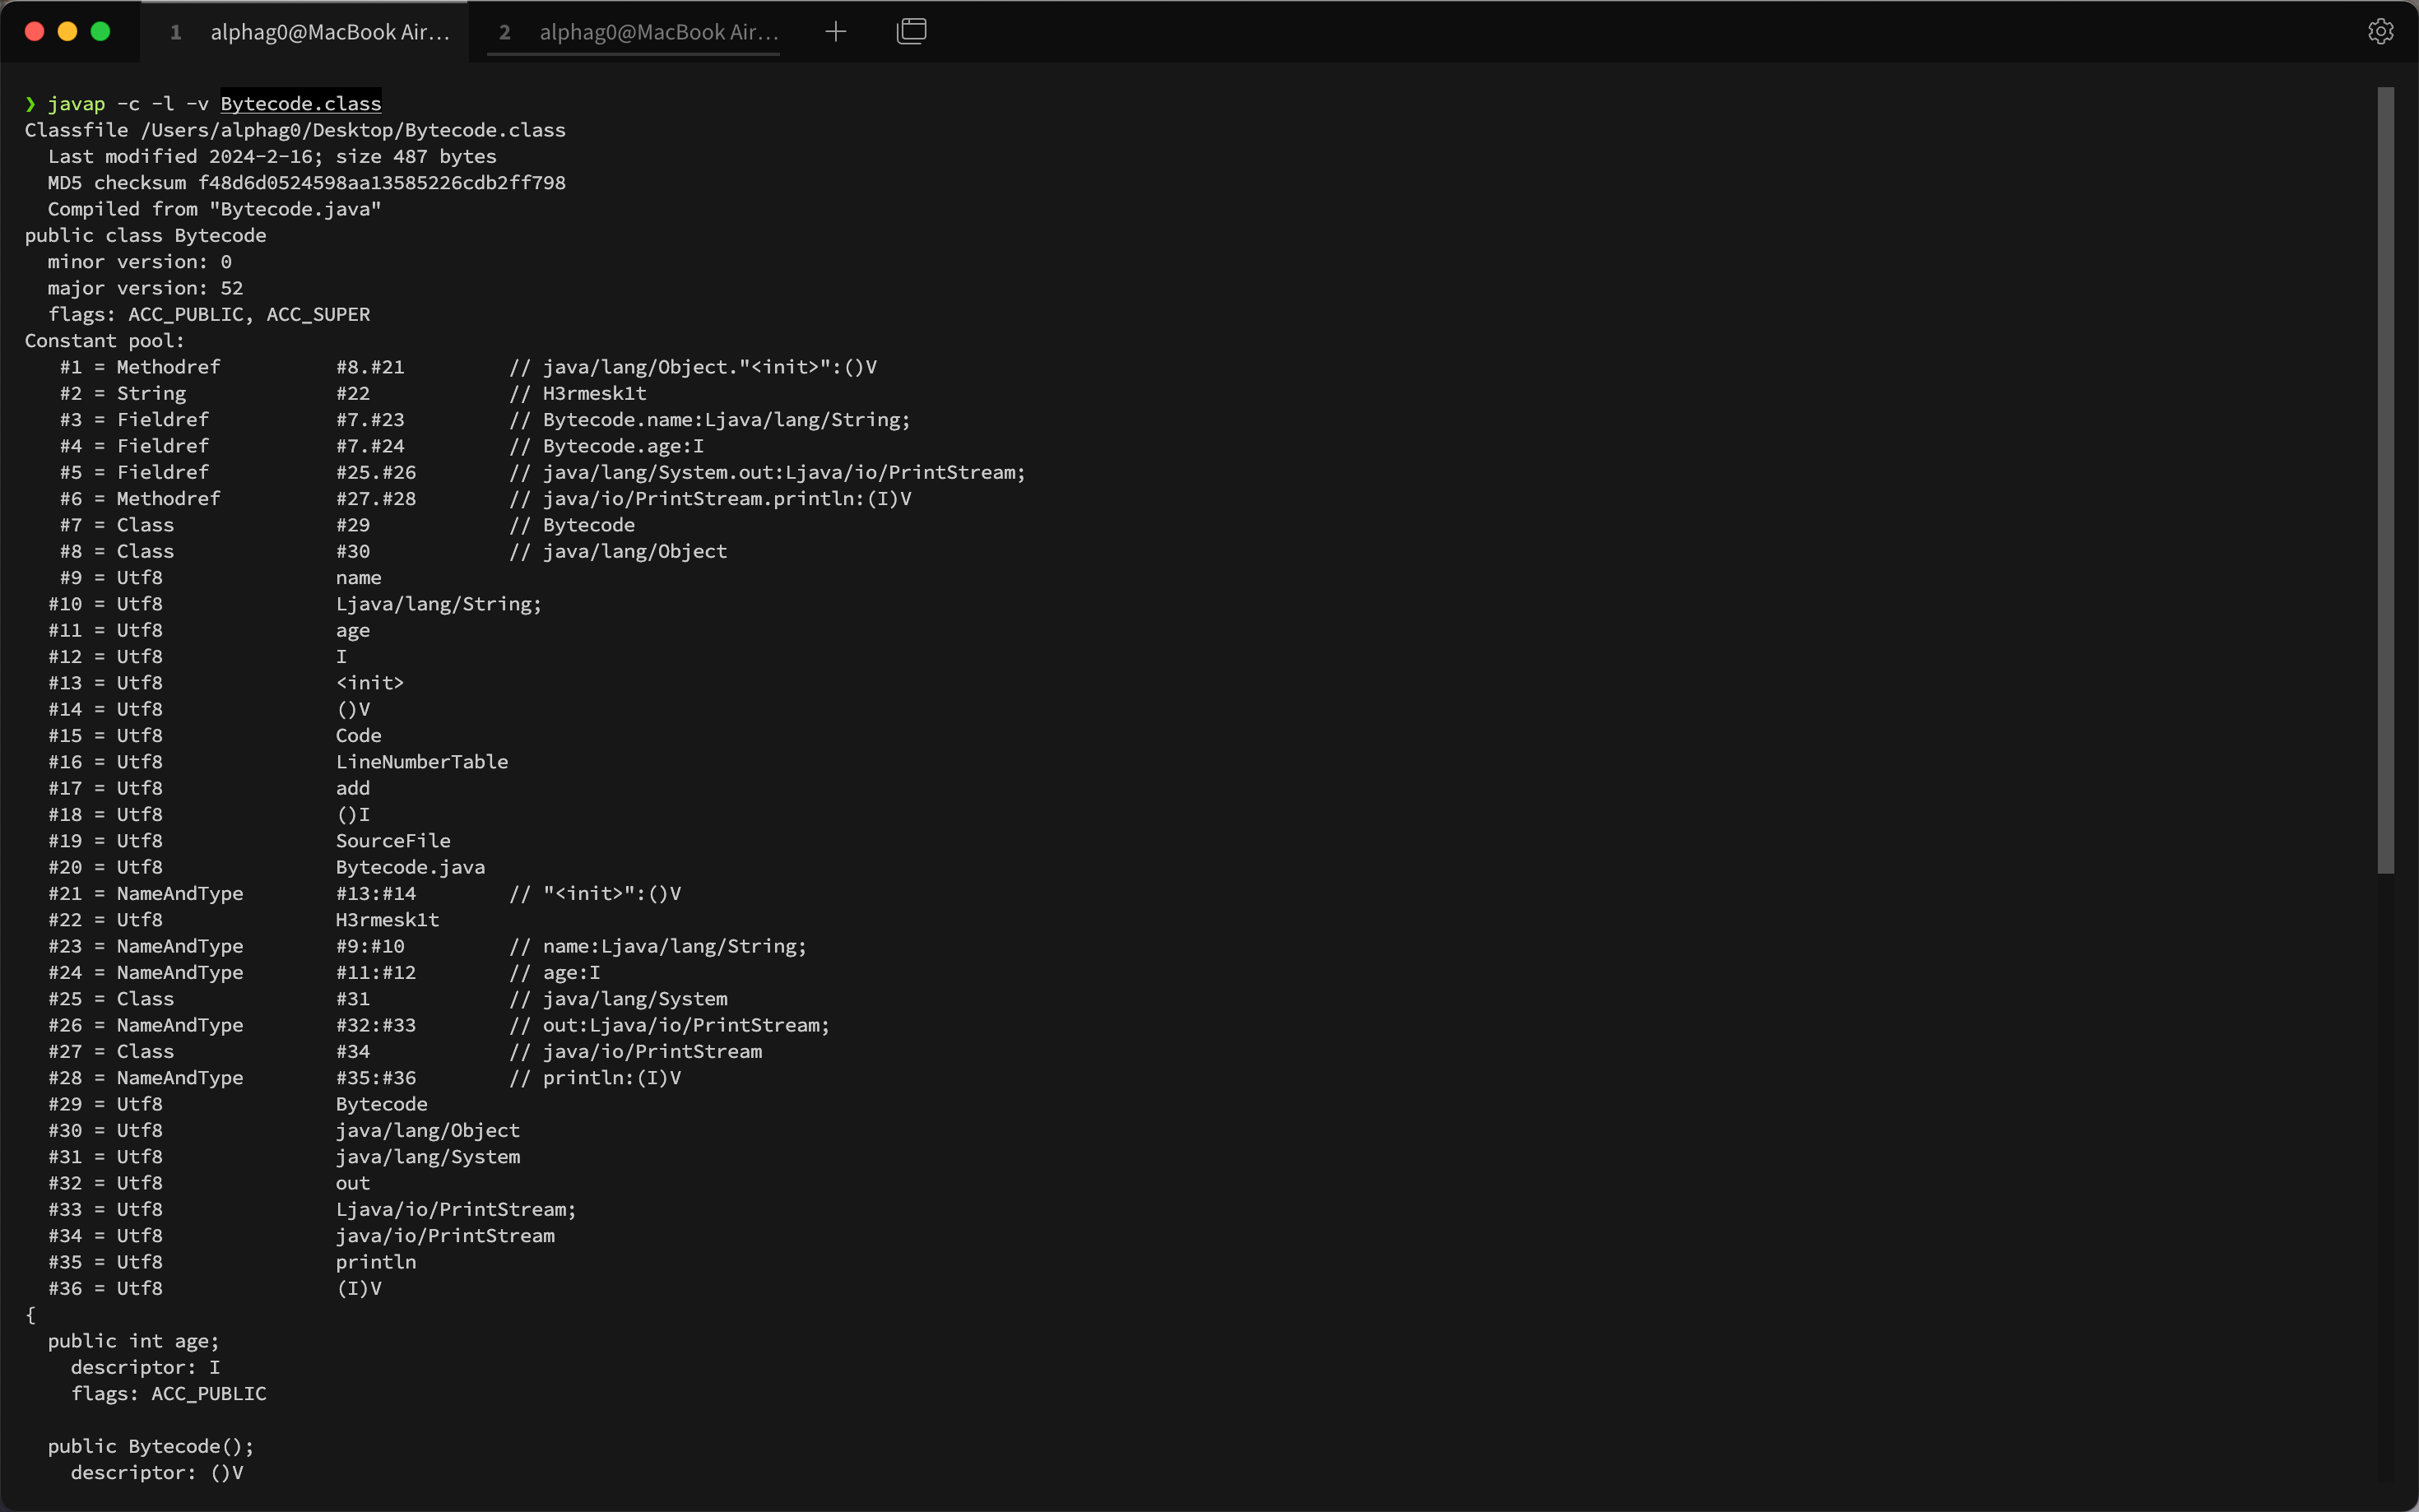 1 alphag0@MacBook Air... 2 alphag0@MacBook Air...
❯ javap -c -l -v Bytecode.class
Classfile /Users/alphag0/Desktop/Bytecode.class
  Last modified 2024-2-16; size 487 bytes
  MD5 checksum f48d6d0524598aa13585226cdb2ff798
  Compiled from "Bytecode.java"
public class Bytecode
  minor version: 0
  major version: 52
  flags: ACC_PUBLIC, ACC_SUPER
Constant pool:
   #1 = Methodref          #8.#21         // java/lang/Object."<init>":()V
   #2 = String             #22            // H3rmesk1t
   #3 = Fieldref           #7.#23         // Bytecode.name:Ljava/lang/String;
   #4 = Fieldref           #7.#24         // Bytecode.age:I
   #5 = Fieldref           #25.#26        // java/lang/System.out:Ljava/io/PrintStream;
   #6 = Methodref          #27.#28        // java/io/PrintStream.println:(I)V
   #7 = Class              #29            // Bytecode
   #8 = Class              #30            // java/lang/Object
   #9 = Utf8               name
  #10 = Utf8               Ljava/lang/String;
  #11 = Utf8               age
  #12 = Utf8               I
  #13 = Utf8               <init>
  #14 = Utf8               ()V
  #15 = Utf8               Code
  #16 = Utf8               LineNumberTable
  #17 = Utf8               add
  #18 = Utf8               ()I
  #19 = Utf8               SourceFile
  #20 = Utf8               Bytecode.java
  #21 = NameAndType        #13:#14        // "<init>":()V
  #22 = Utf8               H3rmesk1t
  #23 = NameAndType        #9:#10         // name:Ljava/lang/String;
  #24 = NameAndType        #11:#12        // age:I
  #25 = Class              #31            // java/lang/System
  #26 = NameAndType        #32:#33        // out:Ljava/io/PrintStream;
  #27 = Class              #34            // java/io/PrintStream
  #28 = NameAndType        #35:#36        // println:(I)V
  #29 = Utf8               Bytecode
  #30 = Utf8               java/lang/Object
  #31 = Utf8               java/lang/System
  #32 = Utf8               out
  #33 = Utf8               Ljava/io/PrintStream;
  #34 = Utf8               java/io/PrintStream
  #35 = Utf8               println
  #36 = Utf8               (I)V
{
  public int age;
    descriptor: I
    flags: ACC_PUBLIC

  public Bytecode();
    descriptor: ()V